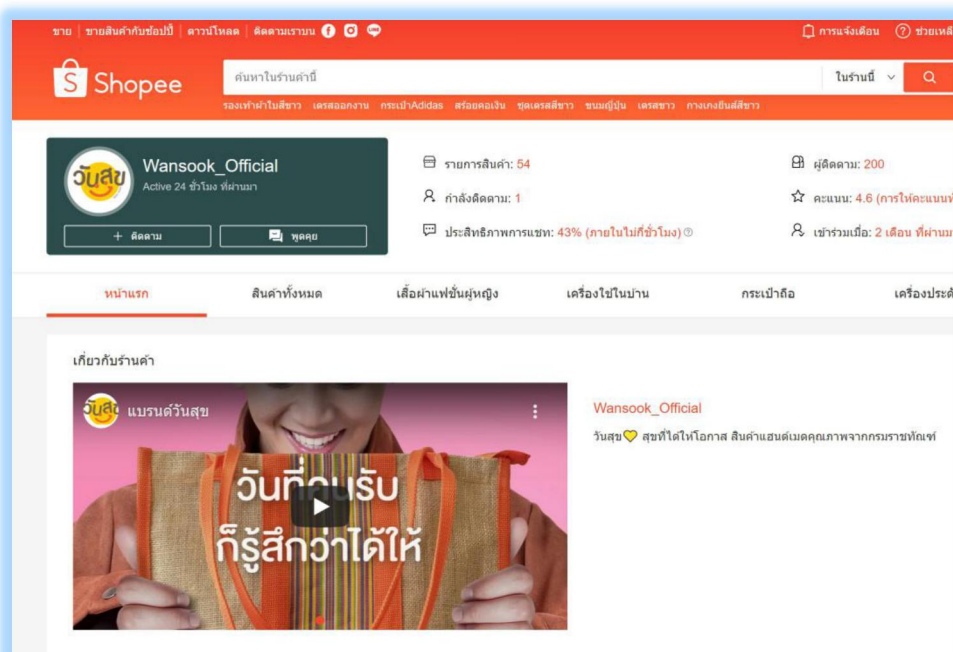 ขาย | ขายสินค้ากับช้อปปี้ | ดาวน์โหลด | ติดตามเราบน
การแจ้งเตือน
Shopee
ค้นหาในร้านค้านี้
ในร้านนี้
รองเท้าผ้าใบสีขาว เดรสออกงาน กระเป๋าAdidas สร้อยคอเงิน ชุดเดรสสีขาว ขนมญี่ปุ่น เดรสขาว กางเกงยีนส์สีขาว
วันสุข
Wansook_Official
Active 24 ชั่วโมง ที่ผ่านมา
+ ติดตาม
พูดคุย
รายการสินค้า: 54
ผู้ติดตาม: 200
กำลังติดตาม: 1
คะแนน: 4.6
ประสิทธิภาพการแชท: 43% (ภายในไม่กี่ชั่วโมง)
เข้าร่วมเมื่อ: 2 เดือน
หน้าแรก
สินค้าทั้งหมด
เสื้อผ้าแฟชั่นผู้หญิง
เครื่องใช้ในบ้าน
กระเป๋าถือ
เกี่ยวกับร้านค้า
วันสุข
แบรนด์วันสุข
วันที่คุณรับ
ก็รู้สึกว่าได้ให้
Wansook_Official
วันสุข💛 สุขที่ได้ให้โอกาส สินค้าแฮนด์เมดคุณภาพจากกรมราชทัณฑ์